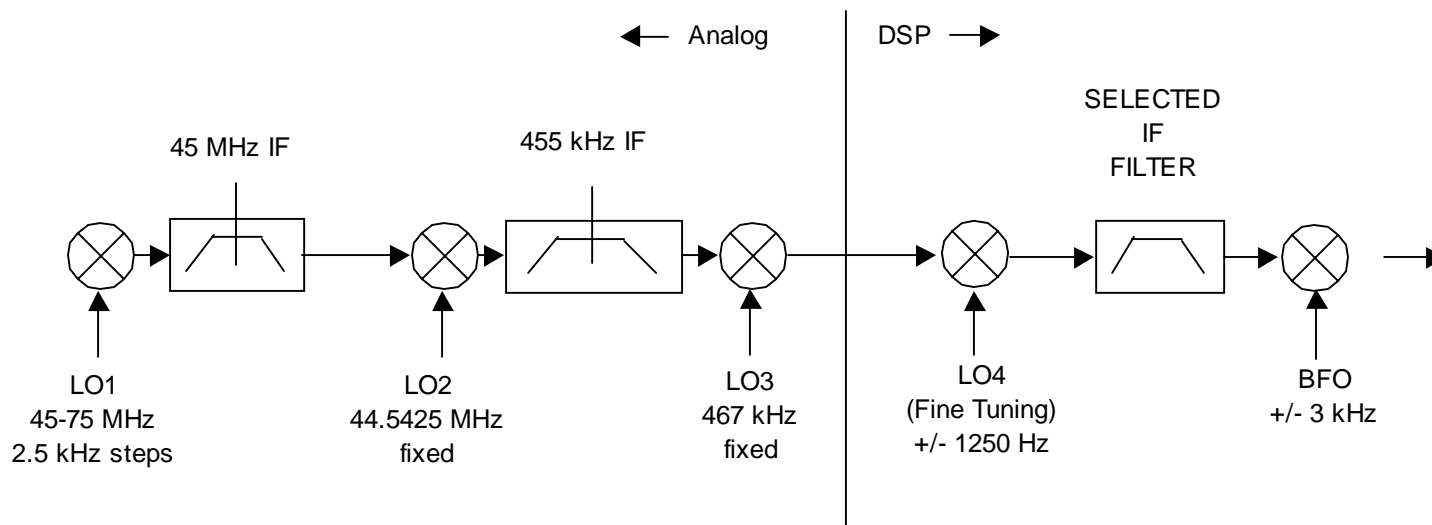 Analog
DSP
SELECTED
IF
FILTER
45 MHz IF
455 kHz IF
LO1
45-75 MHz
2.5 kHz steps
LO2
44.5425 MHz
fixed
LO3
467 kHz
fixed
LO4
(Fine Tuning)
+/- 1250 Hz
BFO
+/- 3 kHz